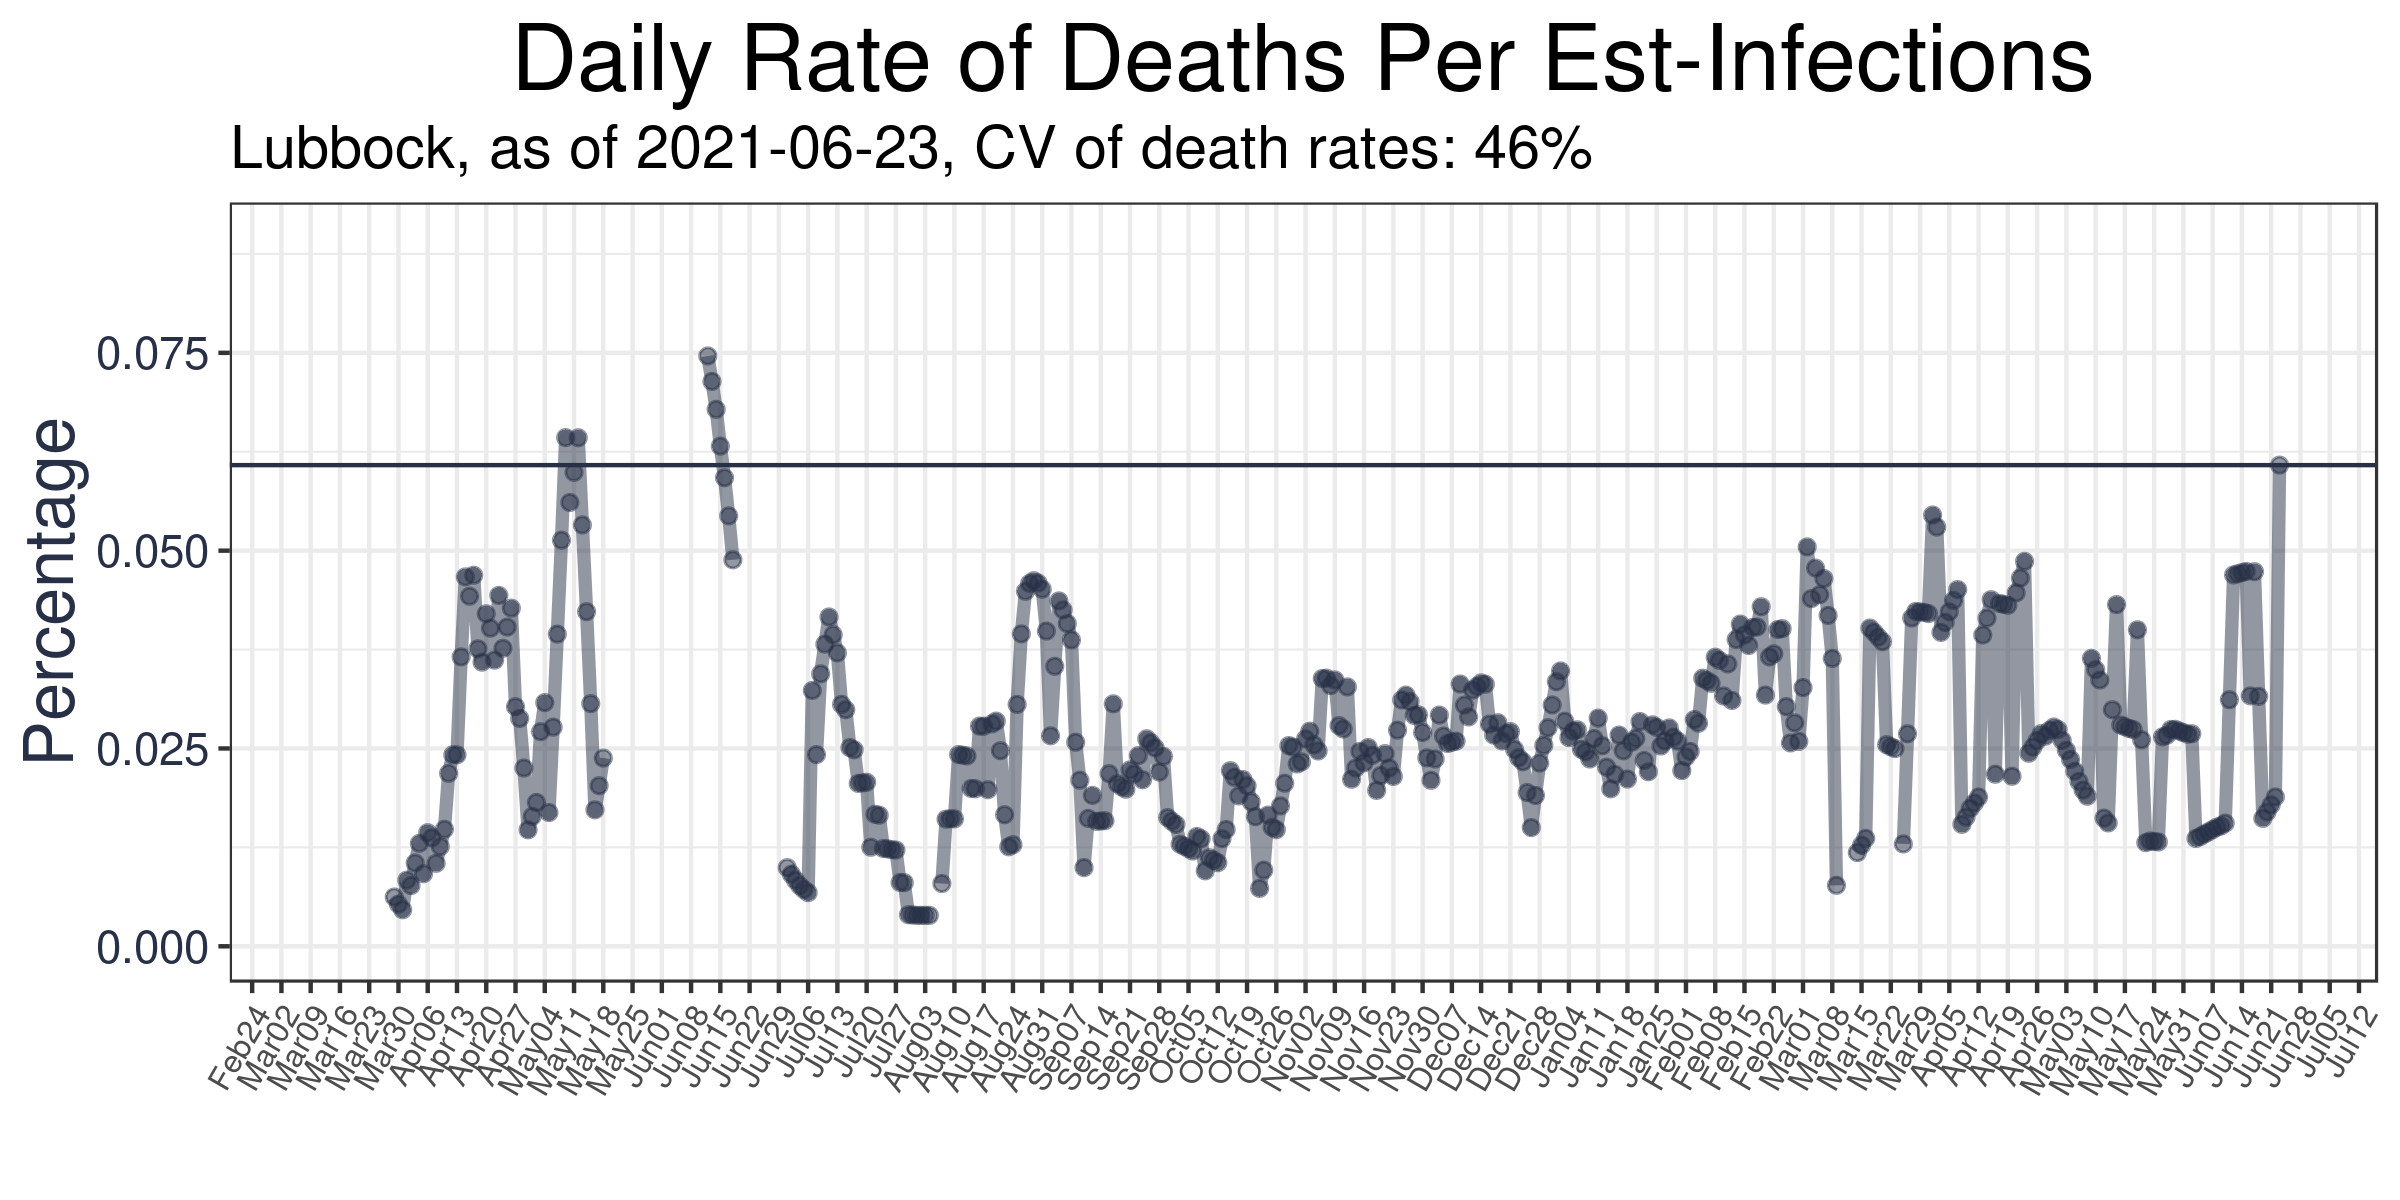 Daily Rate of Deaths Per Est-Infections
Lubbock, as of 2021-06-23, CV of death rates: 46%
Percentage
0.075
0.050
0.025
0.000
Feb24
Mar02
Mar09
Mar16
Mar23
Mar30
Apr06
Apr13
Apr20
Apr27
May04
May11
May18
May25
Jun01
Jun08
Jun15
Jun22
Jun29
Jul06
Jul13
Jul20
Jul27
Aug03
Aug10
Aug17
Aug24
Aug31
Sep07
Sep14
Sep21
Sep28
Oct05
Oct12
Oct19
Oct26
Nov02
Nov09
Nov16
Nov23
Nov30
Dec07
Dec14
Dec21
Dec28
Jan04
Jan11
Jan18
Jan25
Feb01
Feb08
Feb15
Feb22
Mar01
Mar08
Mar15
Mar22
Mar29
Apr05
Apr12
Apr19
Apr26
May03
May10
May17
May24
May31
Jun07
Jun14
Jun21
Jun28
Jul05
Jul12